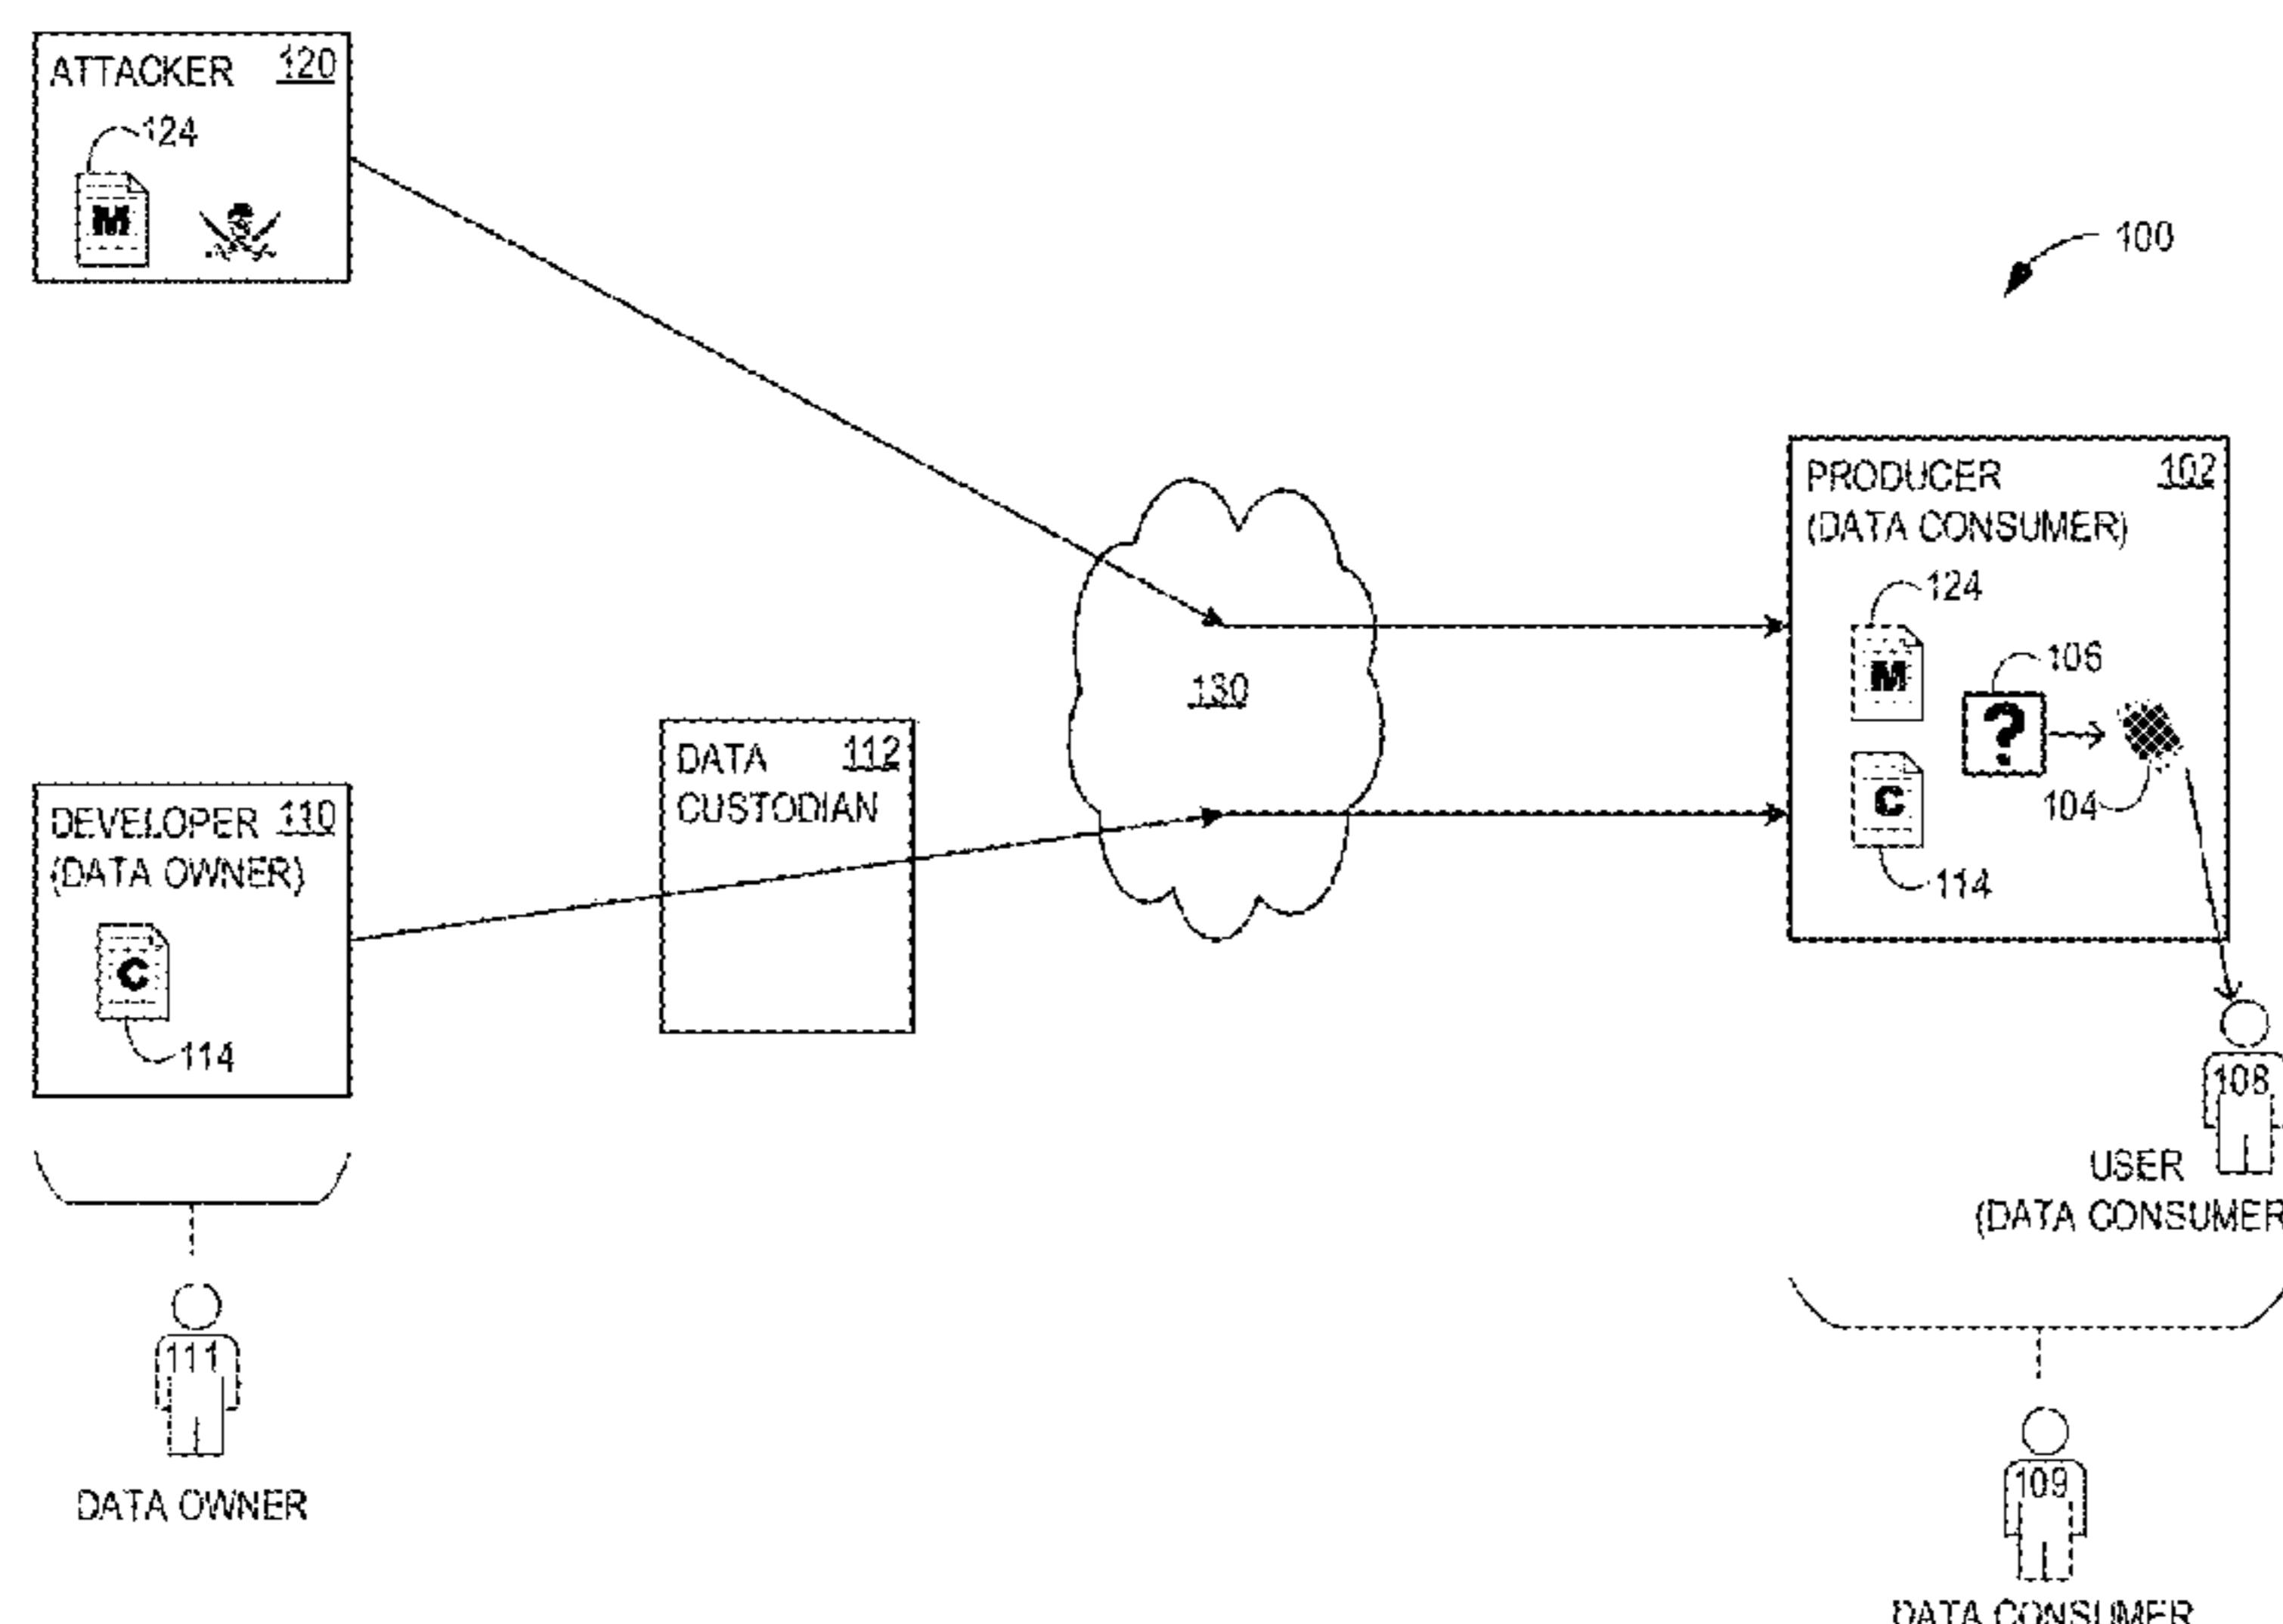 ATTACKER 120
124
M
100
PRODUCER 102
(DATA CONSUMER)
124
M
106
?
104
C
114
130
DATA 112
CUSTODIAN
DEVELOPER 110
(DATA OWNER)
C
114
108
USER
(DATA CONSUMER
111
DATA OWNER
109
DATA CONSUMER